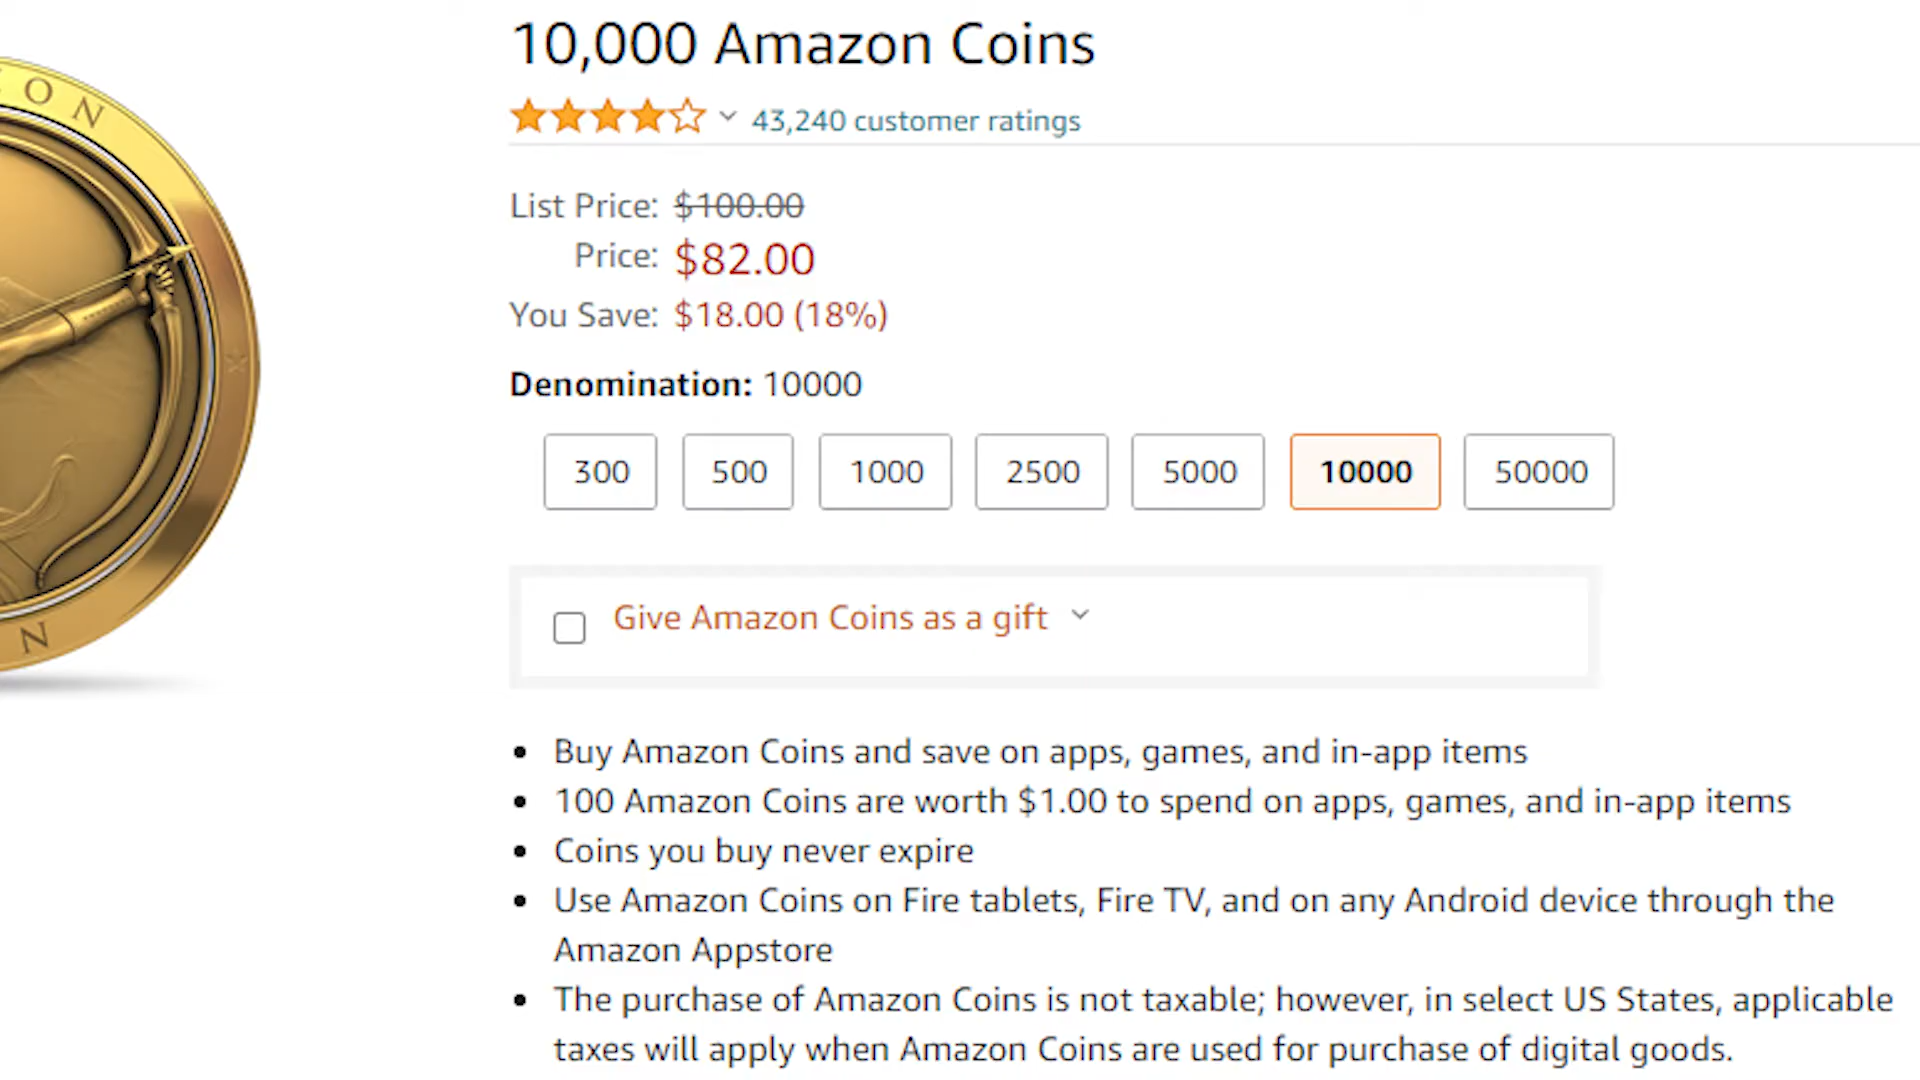 10,000 Amazon Coins
43,240 customer ratings
List Price: $100.00
Price: $82.00
You Save: $18.00 (18%)
Denomination: 10000
300 500 1000 2500 5000 10000 50000
Give Amazon Coins as a gift
• Buy Amazon Coins and save on apps, games, and in-app items
• 100 Amazon Coins are worth $1.00 to spend on apps, games, and in-app items
• Coins you buy never expire
• Use Amazon Coins on Fire tablets, Fire TV, and on any Android device through the
Amazon Appstore
• The purchase of Amazon Coins is not taxable; however, in select US States, applicable
taxes will apply when Amazon Coins are used for purchase of digital goods.
ON
N